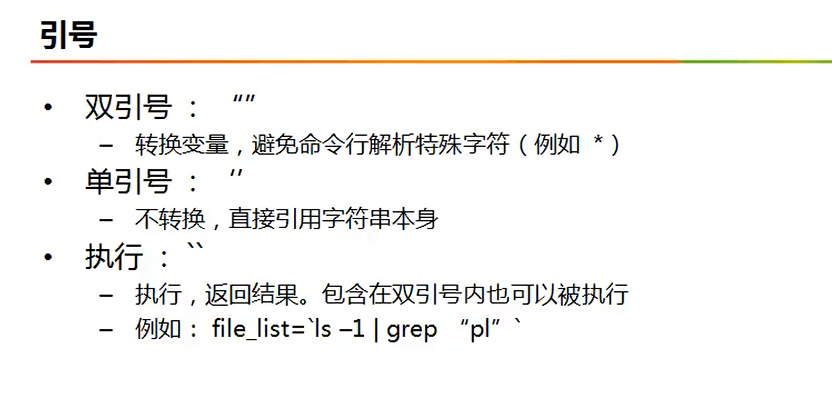 引号
• 双引号 ： “”
– 转换变量，避免命令行解析特殊字符（例如 *）
• 单引号 ： ‘’
– 不转换，直接引用字符串本身
• 执行 ：``
– 执行，返回结果。包含在双引号内也可以被执行
– 例如： file_list=`ls –1 | grep “pl” `